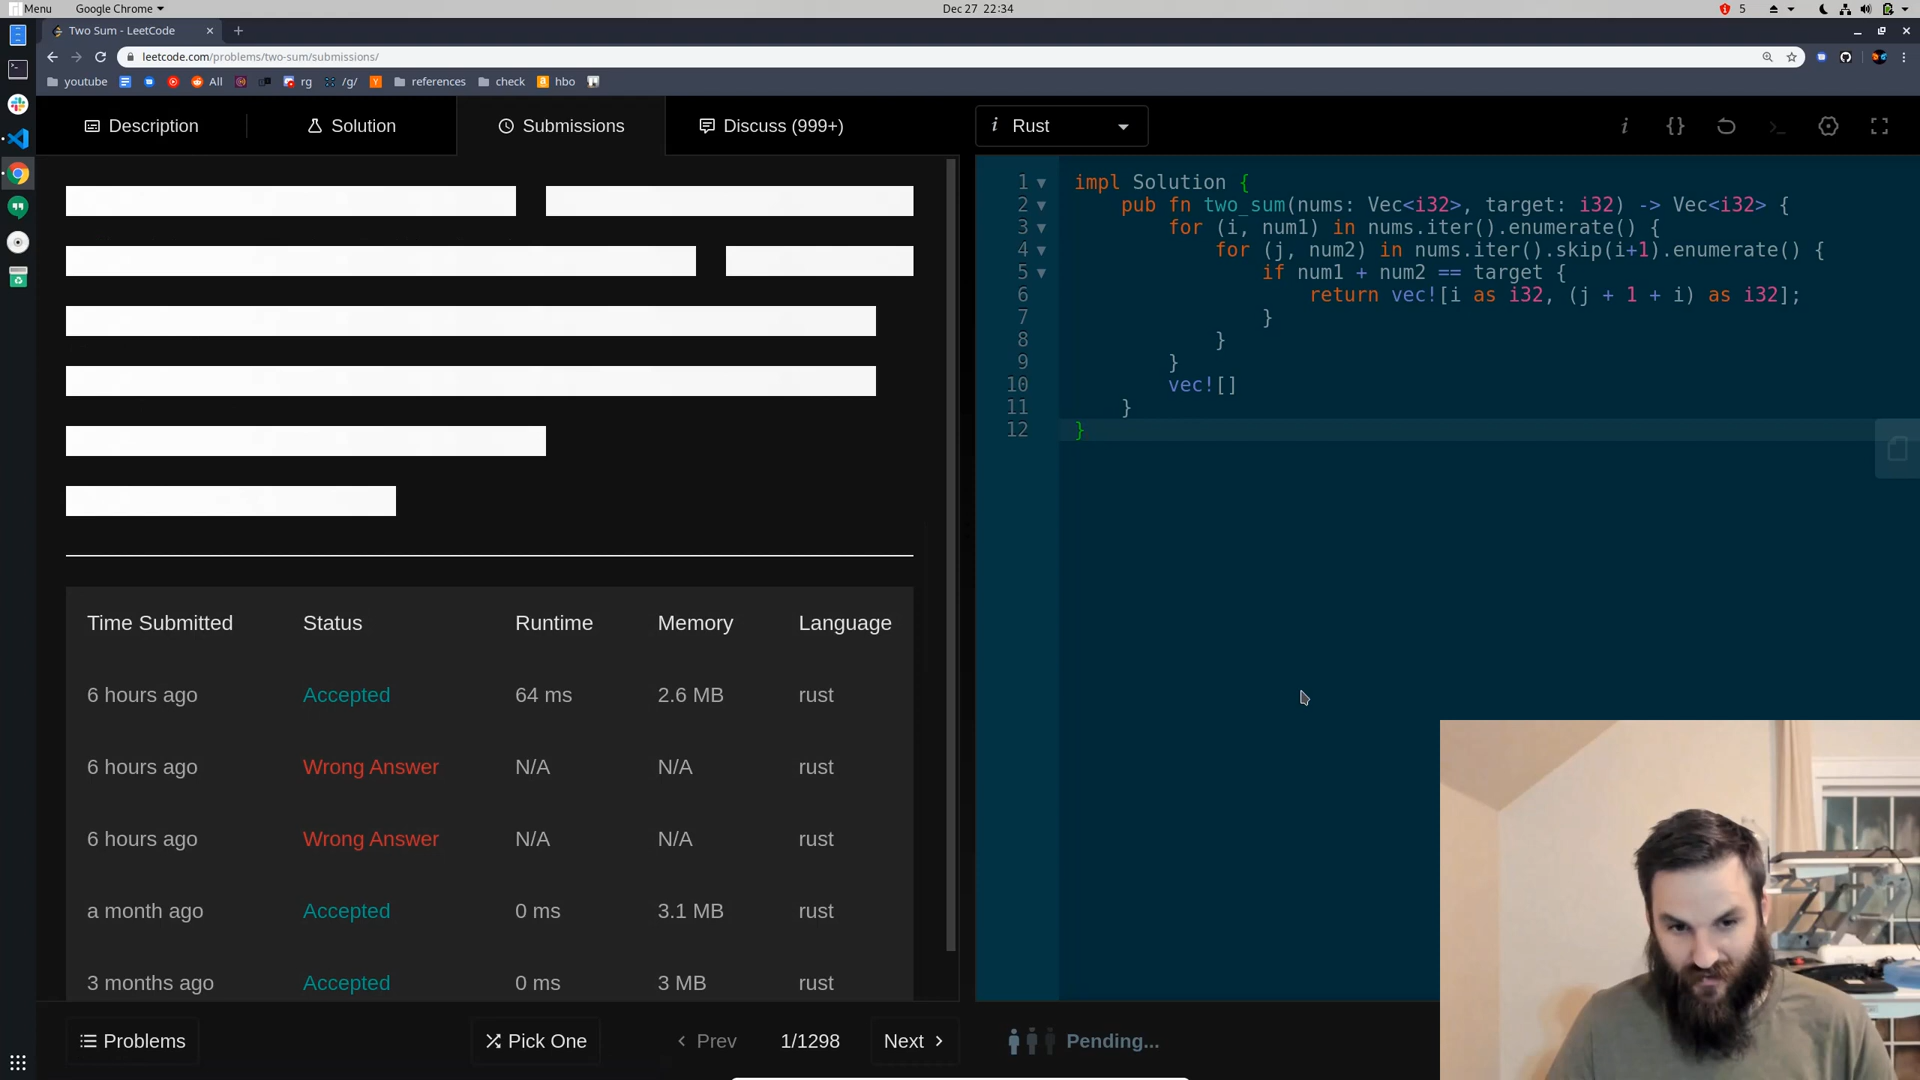 Menu
Google Chrome
Dec 27 22:34
5
Two Sum - LeetCode
leetcode.com/problems/two-sum/submissions/
youtube
All
rg
/g/
references
check
hbo
Description
Solution
Submissions
Discuss (999+)
i Rust
i
{}
1 impl Solution {
2 pub fn two_sum(nums: Vec<i32>, target: i32) -> Vec<i32> {
3 for (i, num1) in nums.iter().enumerate() {
4 for (j, num2) in nums.iter().skip(i+1).enumerate() {
5 if num1 + num2 == target {
6 return vec![i as i32, (j + 1 + i) as i32];
7 }
8 }
9 }
10 vec![]
11 }
12 }
Time Submitted Status Runtime Memory Language
6 hours ago Accepted 64 ms 2.6 MB rust
6 hours ago Wrong Answer N/A N/A rust
6 hours ago Wrong Answer N/A N/A rust
a month ago Accepted 0 ms 3.1 MB rust
3 months ago Accepted 0 ms 3 MB rust
Problems
Pick One
Prev
1/1298
Next
Pending...